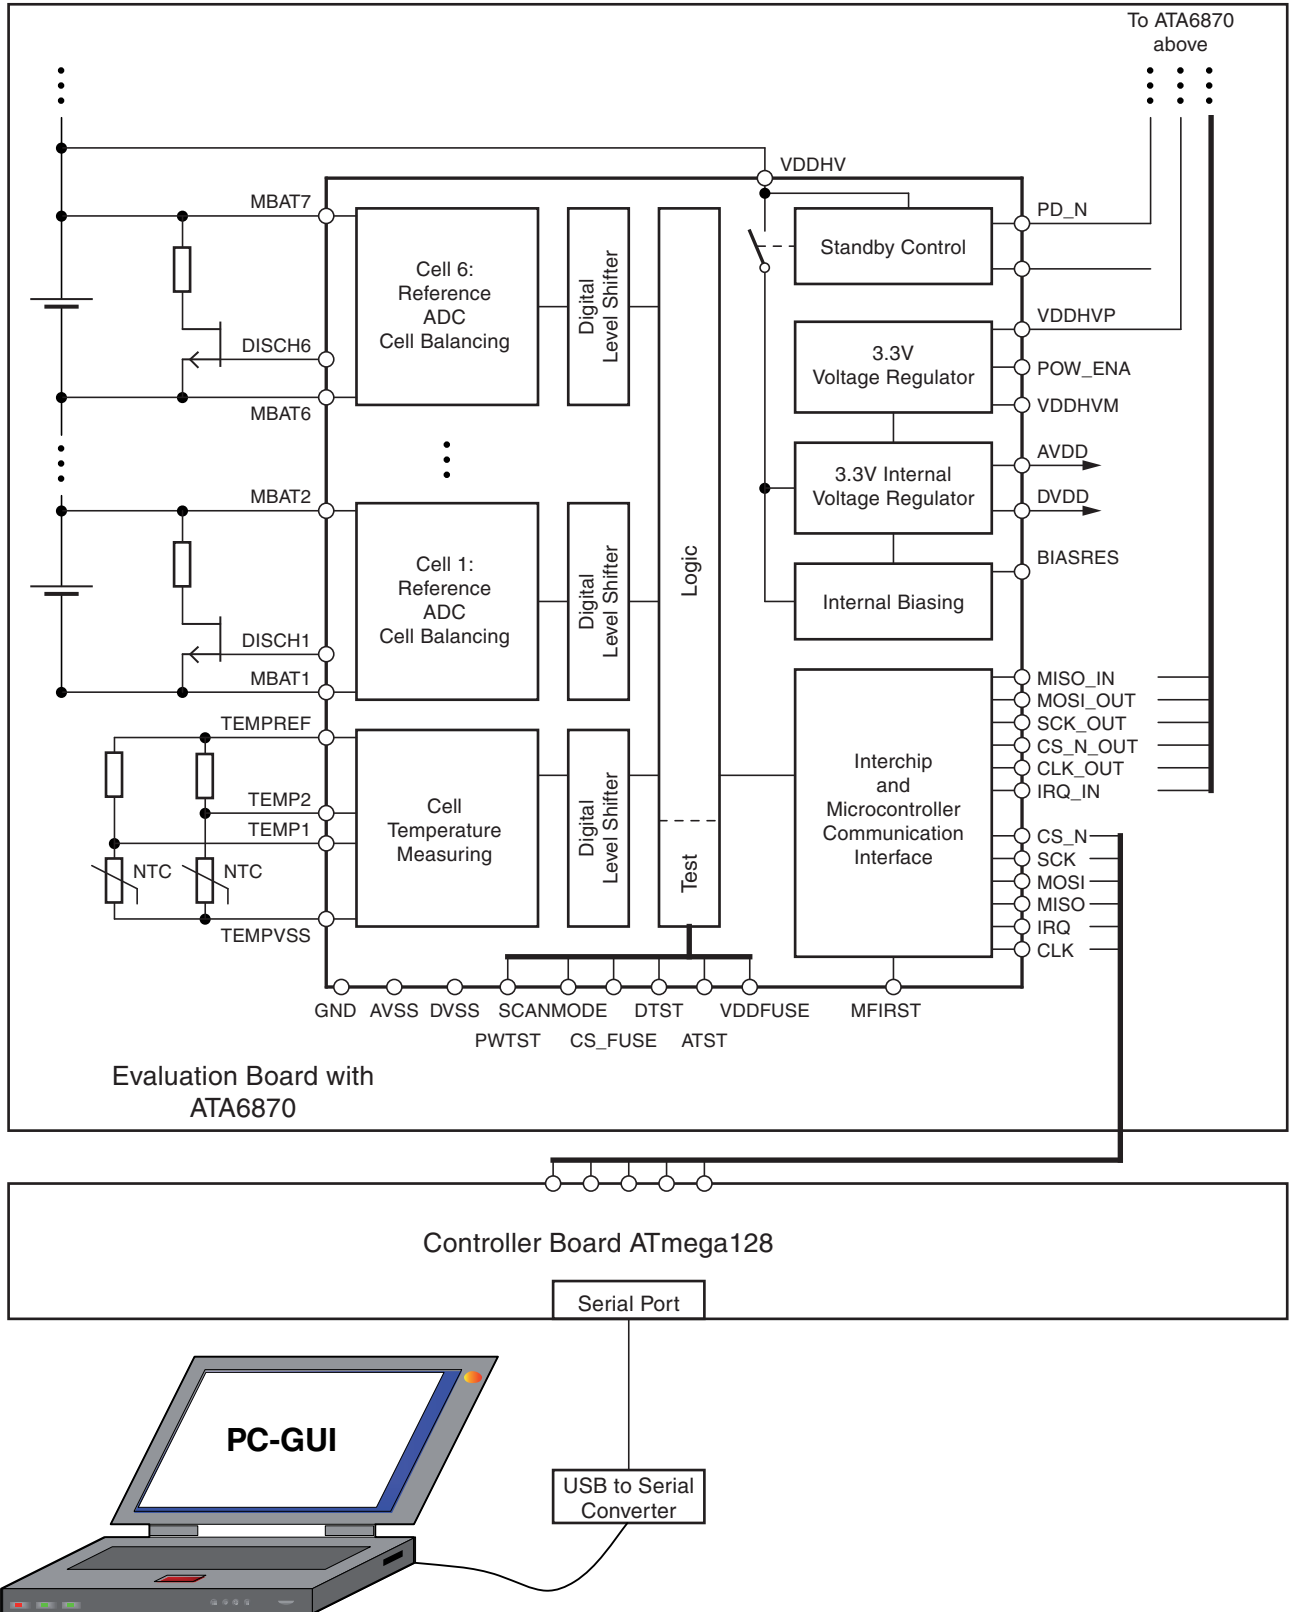 To ATA6870
above
VDDHV
MBAT7
PD_N
Cell 6:
Reference
ADC
Cell Balancing
Digital
Level Shifter
Standby Control
VDDHVP
DISCH6
3.3V
Voltage Regulator
POW_ENA
MBAT6
VDDHVM
AVDD
3.3V Internal
Voltage Regulator
MBAT2
DVDD
Cell 1:
Reference
ADC
Cell Balancing
Digital
Level Shifter
Logic
BIASRES
Internal Biasing
DISCH1
MBAT1
MISO_IN
MOSI_OUT
SCK_OUT
CS_N_OUT
CLK_OUT
IRQ_IN
TEMPREF
TEMP2
TEMP1
Cell
Temperature
Measuring
Digital
Level Shifter
Test
Interchip
and
Microcontroller
Communication
Interface
NTC
NTC
CS_N
SCK
MOSI
MISO
IRQ
CLK
TEMPVSS
GND
AVSS
DVSS
SCANMODE
DTST
VDDFUSE
MFIRST
PWTST
CS_FUSE
ATST
Evaluation Board with
ATA6870
Controller Board ATmega128
Serial Port
PC-GUI
USB to Serial
Converter